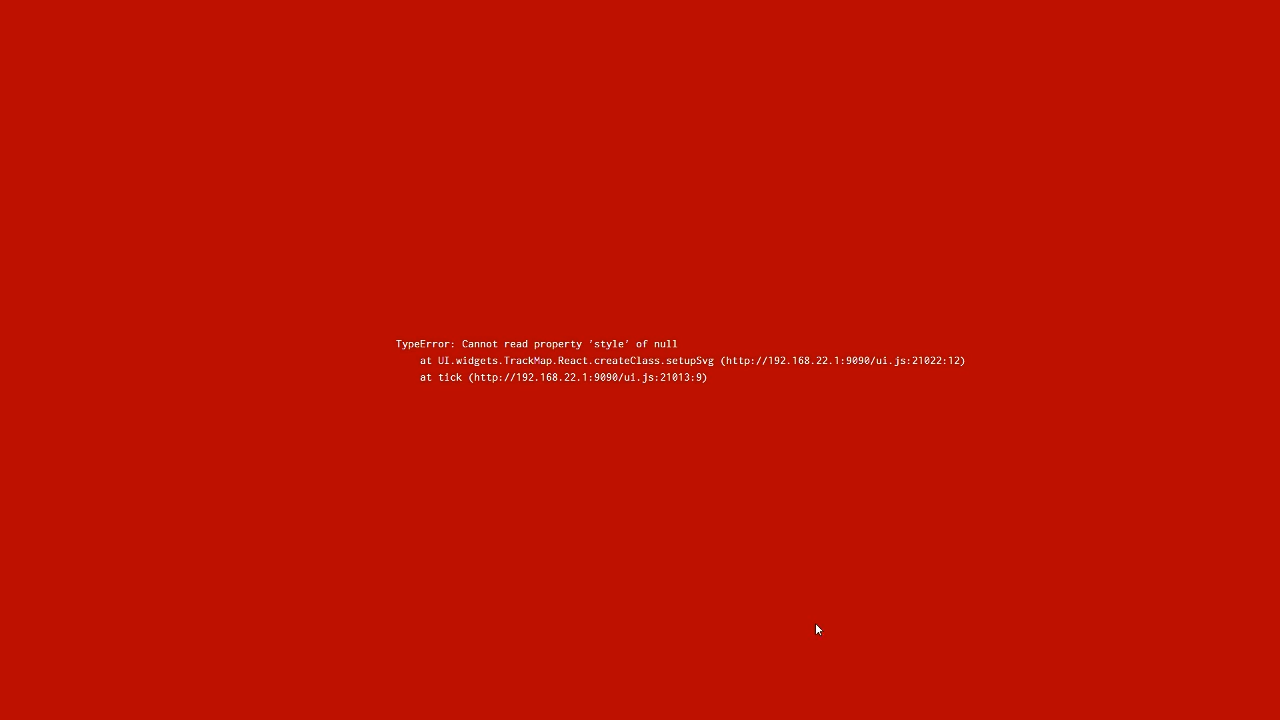 TypeError: Cannot read property 'style' of null
at UI.widgets.TrackMap.React.createClass.setupSvg (http://192.168.22.1:9090/ui.js:21022:12)
at tick (http://192.168.22.1:9090/ui.js:21013:9)